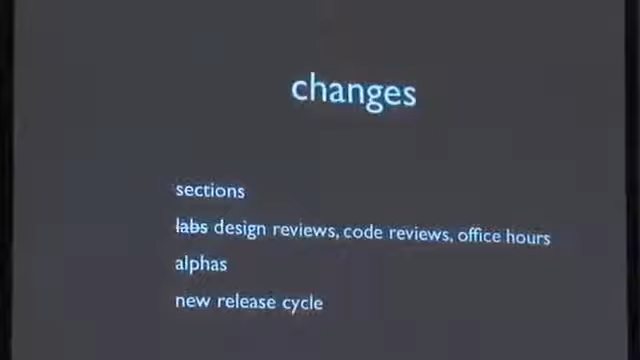 changes
sections
labs design reviews, code reviews, office hours
alphas
new release cycle